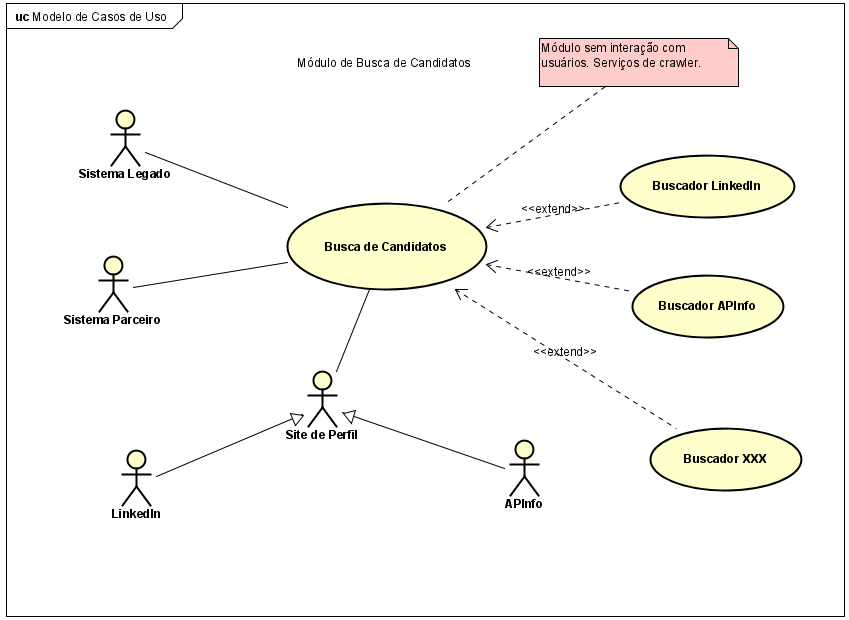 uc Modelo de Casos de Uso
Módulo de Busca de Candidatos
Módulo sem interação com
usuários. Serviços de crawler.
Sistema Legado
Buscador LinkedIn
<<extend>>
Busca de Candidatos
<<extend>>
Buscador APInfo
Sistema Parceiro
<<extend>>
Site de Perfil
Buscador XXX
LinkedIn
APInfo